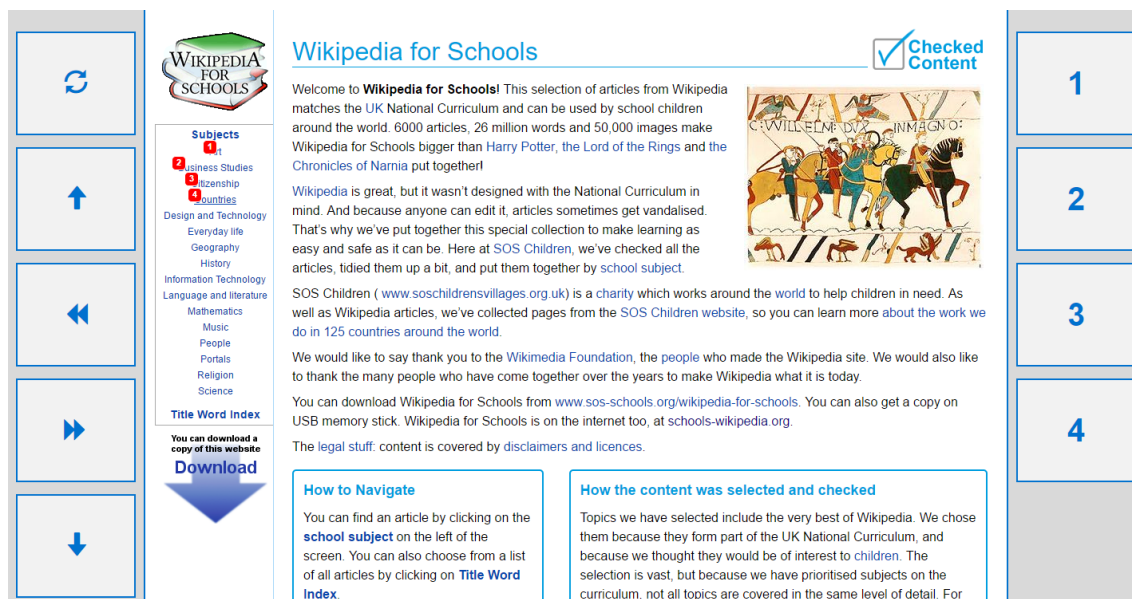 WIKIPEDIA
FOR
SCHOOLS
Subjects
1
2 usiness Studies
3 itizenship
4 ountries
Design and Technology
Everyday life
Geography
History
Information Technology
Language and literature
Mathematics
Music
People
Portals
Religion
Science
Title Word Index
You can download a
copy of this website
Download
Wikipedia for Schools
Checked
Content
Welcome to Wikipedia for Schools! This selection of articles from Wikipedia
matches the UK National Curriculum and can be used by school children
around the world. 6000 articles, 26 million words and 50,000 images make
Wikipedia for Schools bigger than Harry Potter, the Lord of the Rings and the
Chronicles of Narnia put together!
Wikipedia is great, but it wasn't designed with the National Curriculum in
mind. And because anyone can edit it, articles sometimes get vandalised.
That's why we've put together this special collection to make learning as
easy and safe as it can be. Here at SOS Children, we've checked all the
articles, tidied them up a bit, and put them together by school subject.
C:WILLELM: DVX INMAGNO:
SOS Children ( www.soschildrensvillages.org.uk) is a charity which works around the world to help children in need. As
well as Wikipedia articles, we've collected pages from the SOS Children website, so you can learn more about the work we
do in 125 countries around the world.
We would like to say thank you to the Wikimedia Foundation, the people who made the Wikipedia site. We would also like
to thank the many people who have come together over the years to make Wikipedia what it is today.
You can download Wikipedia for Schools from www.sos-schools.org/wikipedia-for-schools. You can also get a copy on
USB memory stick. Wikipedia for Schools is on the internet too, at schools-wikipedia.org.
The legal stuff: content is covered by disclaimers and licences.
How to Navigate
You can find an article by clicking on the
school subject on the left of the
screen. You can also choose from a list
of all articles by clicking on Title Word
Index.
How the content was selected and checked
Topics we have selected include the very best of Wikipedia. We chose
them because they form part of the UK National Curriculum, and
because we thought they would be of interest to children. The
selection is vast, but because we have prioritised subjects on the
curriculum, not all topics are covered in the same level of detail. For
1
2
3
4